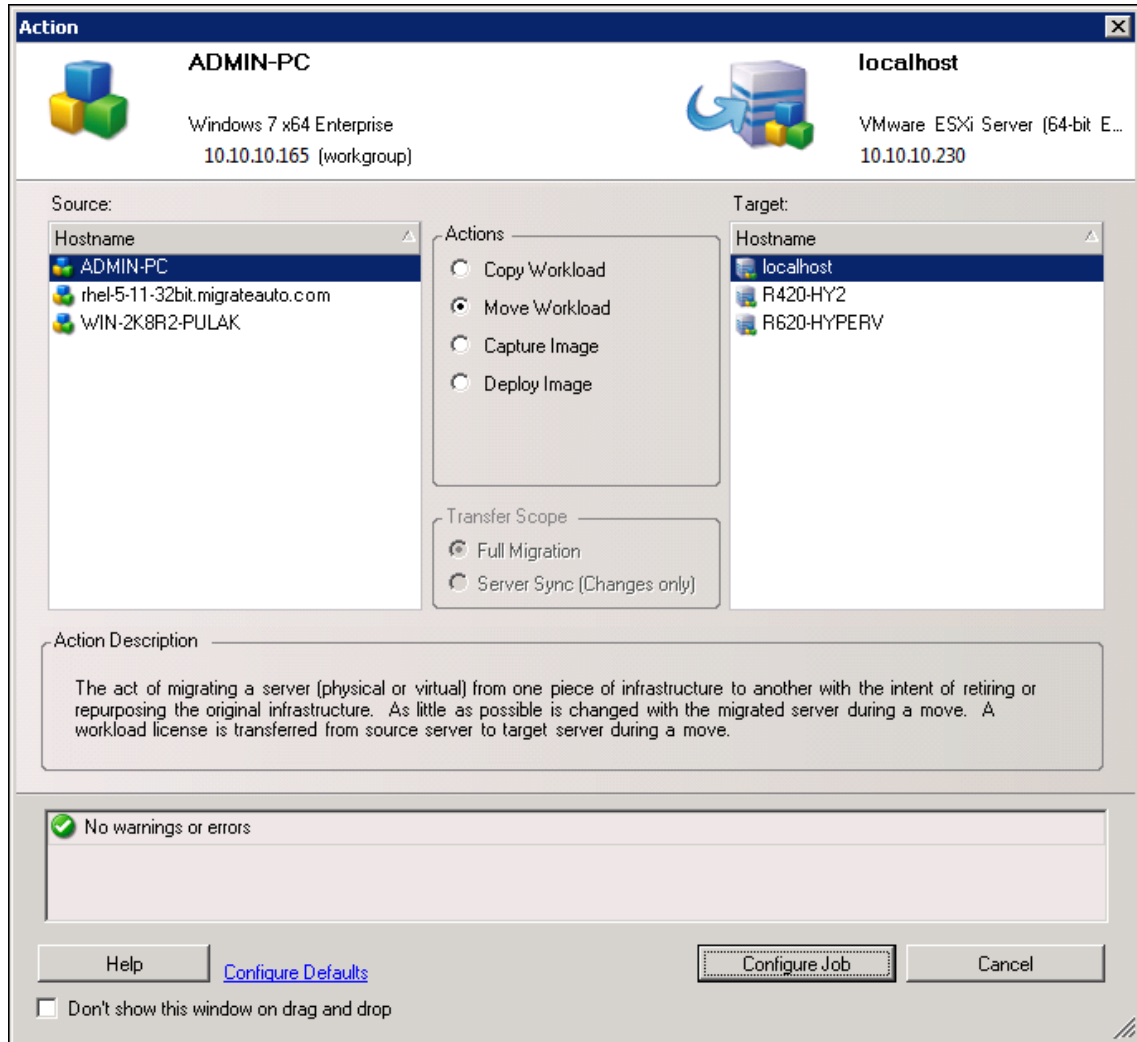 Action
ADMIN-PC
localhost
Windows 7 x64 Enterprise
VMware ESXi Server (64-bit E...
10.10.10.165 (workgroup)
10.10.10.230
Source:
Target:
Hostname
Actions
Hostname
ADMIN-PC
Copy Workload
localhost
rhel-5-11-32bit.migrateauto.com
Move Workload
R420-HY2
WIN-2K8R2-PULAK
Capture Image
R620-HYPERV
Deploy Image
Transfer Scope
Full Migration
Server Sync (Changes only)
Action Description
The act of migrating a server (physical or virtual) from one piece of infrastructure to another with the intent of retiring or
repurposing the original infrastructure.  As little as possible is changed with the migrated server during a move.  A
workload license is transferred from source server to target server during a move.
No warnings or errors
Help
Configure Defaults
Configure Job
Cancel
Don't show this window on drag and drop